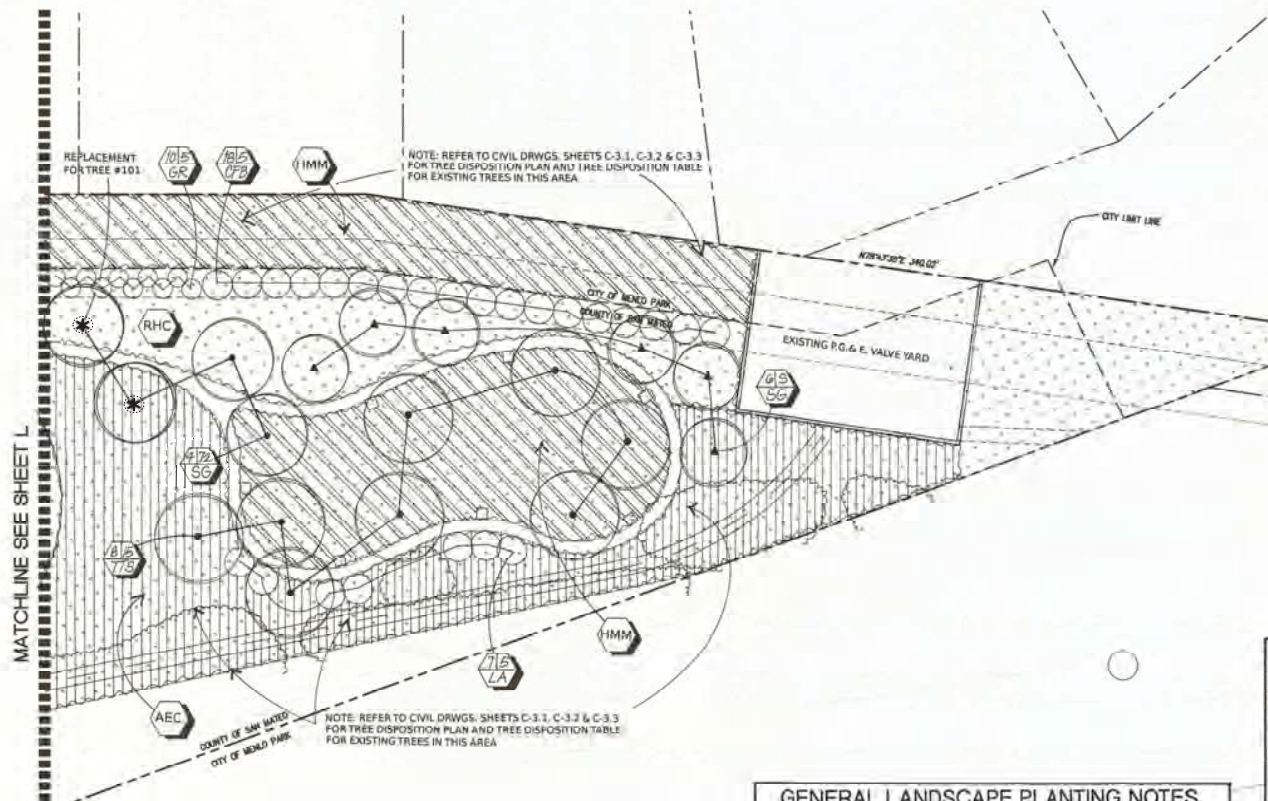 REPLACEMENT
FOR TREE #101
10|5
GR
18|5
CFB
HMM
NOTE: REFER TO CIVIL DRWGS. SHEETS C-3.1, C-3.2 & C-3.3
FOR TREE DISPOSITION PLAN AND TREE DISPOSITION TABLE
FOR EXISTING TREES IN THIS AREA
CITY LIMIT LINE
CITY OF MENLO PARK
COUNTY OF SAN MATEO
EXISTING P.G.& E. VALVE YARD
RHC
SG
SG
LA
HMM
AEC
MATCHLINE SEE SHEET L
COUNTY OF SAN MATEO
CITY OF MENLO PARK
NOTE: REFER TO CIVIL DRWGS. SHEETS C-3.1, C-3.2 & C-3.3
FOR TREE DISPOSITION PLAN AND TREE DISPOSITION TABLE
FOR EXISTING TREES IN THIS AREA
GENERAL LANDSCAPE PLANTING NOTES